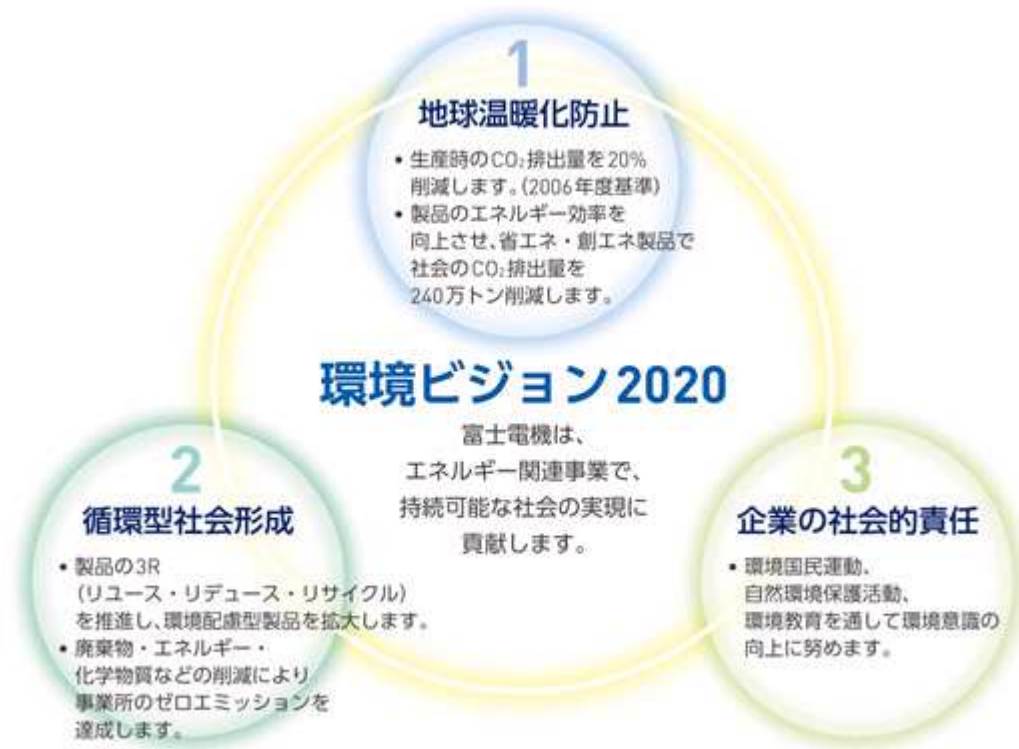 1
地球温暖化防止
• 生産時のCO₂排出量を20%
削減します。(2006年度基準)
• 製品のエネルギー効率を
向上させ、省エネ・創エネ製品で
社会のCO₂排出量を
240万トン削減します。
環境ビジョン2020
富士電機は、
エネルギー関連事業で、
持続可能な社会の実現に
貢献します。
2
循環型社会形成
• 製品の3R
(リユース・リデュース・リサイクル)
を推進し、環境配慮型製品を拡大します。
• 廃棄物・エネルギー・
化学物質などの削減により
事業所のゼロエミッションを
達成します。
3
企業の社会的責任
• 環境国民運動、
自然環境保護活動、
環境教育を通して環境意識の
向上に努めます。